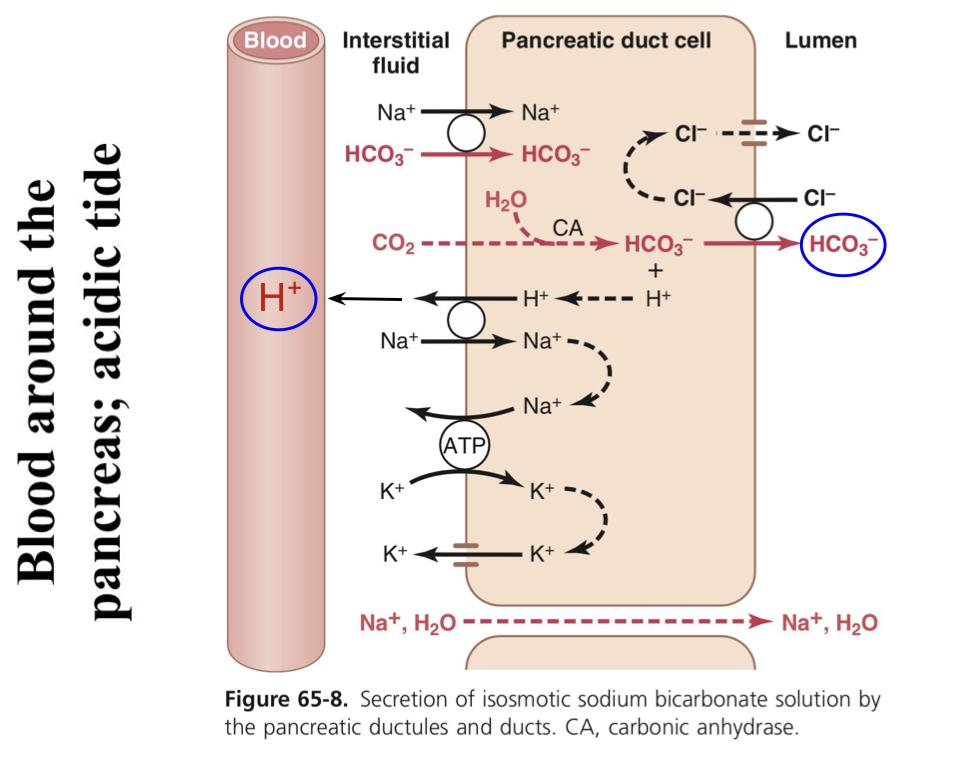 Blood around the
pancreas; acidic tide
Blood
Interstitial
fluid
Pancreatic duct cell
Lumen
Na⁺ Na⁺
HCO₃⁻ HCO₃⁻
Cl⁻ Cl⁻
Cl⁻ Cl⁻
H₂O
CA
CO₂ HCO₃⁻ HCO₃⁻
+
H⁺ H⁺ H⁺
Na⁺ Na⁺
Na⁺
ATP
K⁺ K⁺
K⁺ K⁺
Na⁺, H₂O Na⁺, H₂O
Figure 65-8. Secretion of isosmotic sodium bicarbonate solution by
the pancreatic ductules and ducts. CA, carbonic anhydrase.